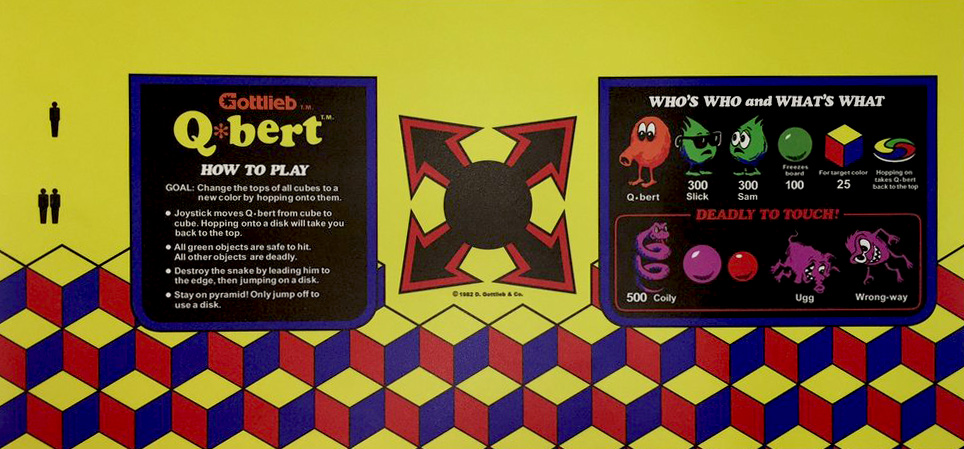 Gottlieb T.M.
Q*bert T.M.
HOW TO PLAY
GOAL: Change the tops of all cubes to a
new color by hopping onto them.
• Joystick moves Q•bert from cube to
cube. Hopping onto a disk will take you
back to the top.
• All green objects are safe to hit.
All other objects are deadly.
• Destroy the snake by leading him to
the edge, then jumping on a disk.
• Stay on pyramid! Only jump off to
use a disk.
© 1982 D. Gottlieb & Co.
WHO'S WHO and WHAT'S WHAT
Q•bert
300
Slick
300
Sam
Freezes
board
100
For target color
25
Hopping on
takes Q•bert
back to the top
DEADLY TO TOUCH!
500 Coily
Ugg
Wrong-way